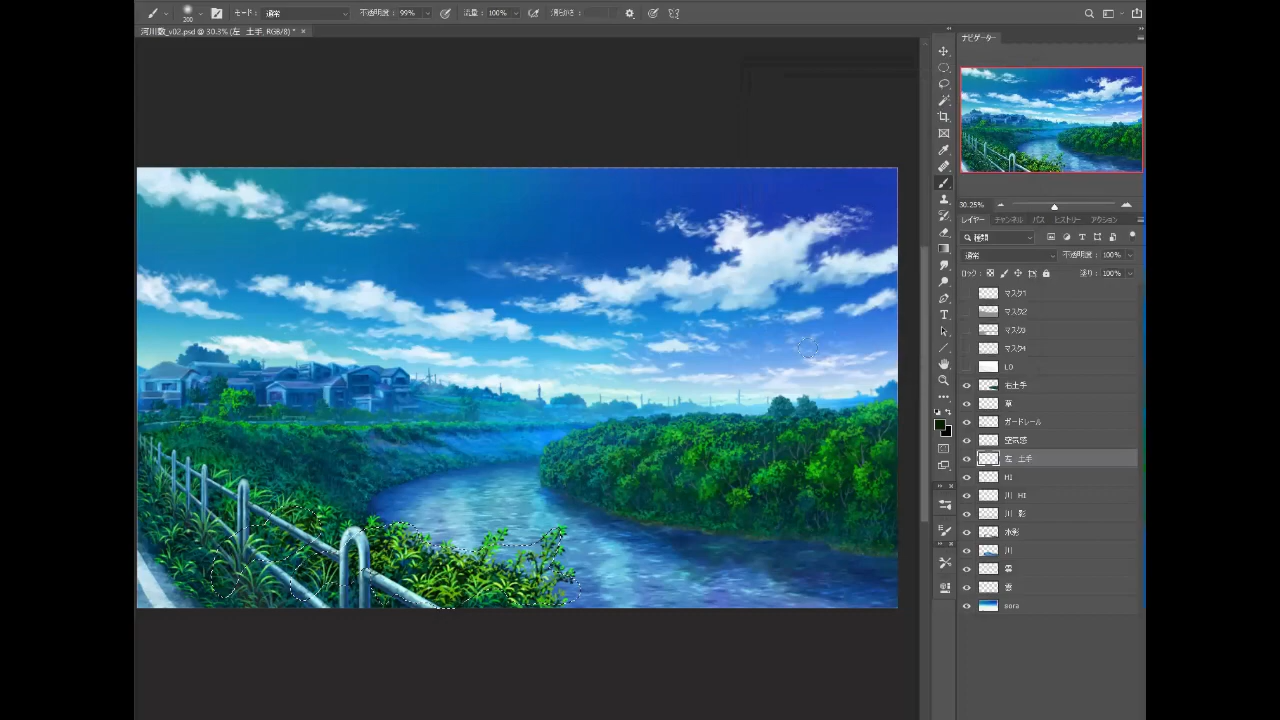 モード: 通常 不透明度: 99% 流量: 100% 滑らかさ:
200
河川敷_v02.psd @ 30.3% (左 土手, RGB/8) *
ナビゲーター
30.25%
レイヤー チャンネル パス ヒストリー アクション
種類
通常 不透明度: 100%
ロック: 塗り: 100%
マスク1
マスク2
マスク3
マスク4
LO
右土手
草
ガードレール
空気感
左 土手
HI
川 HI
川 影
水影
川
雲
雲
sora